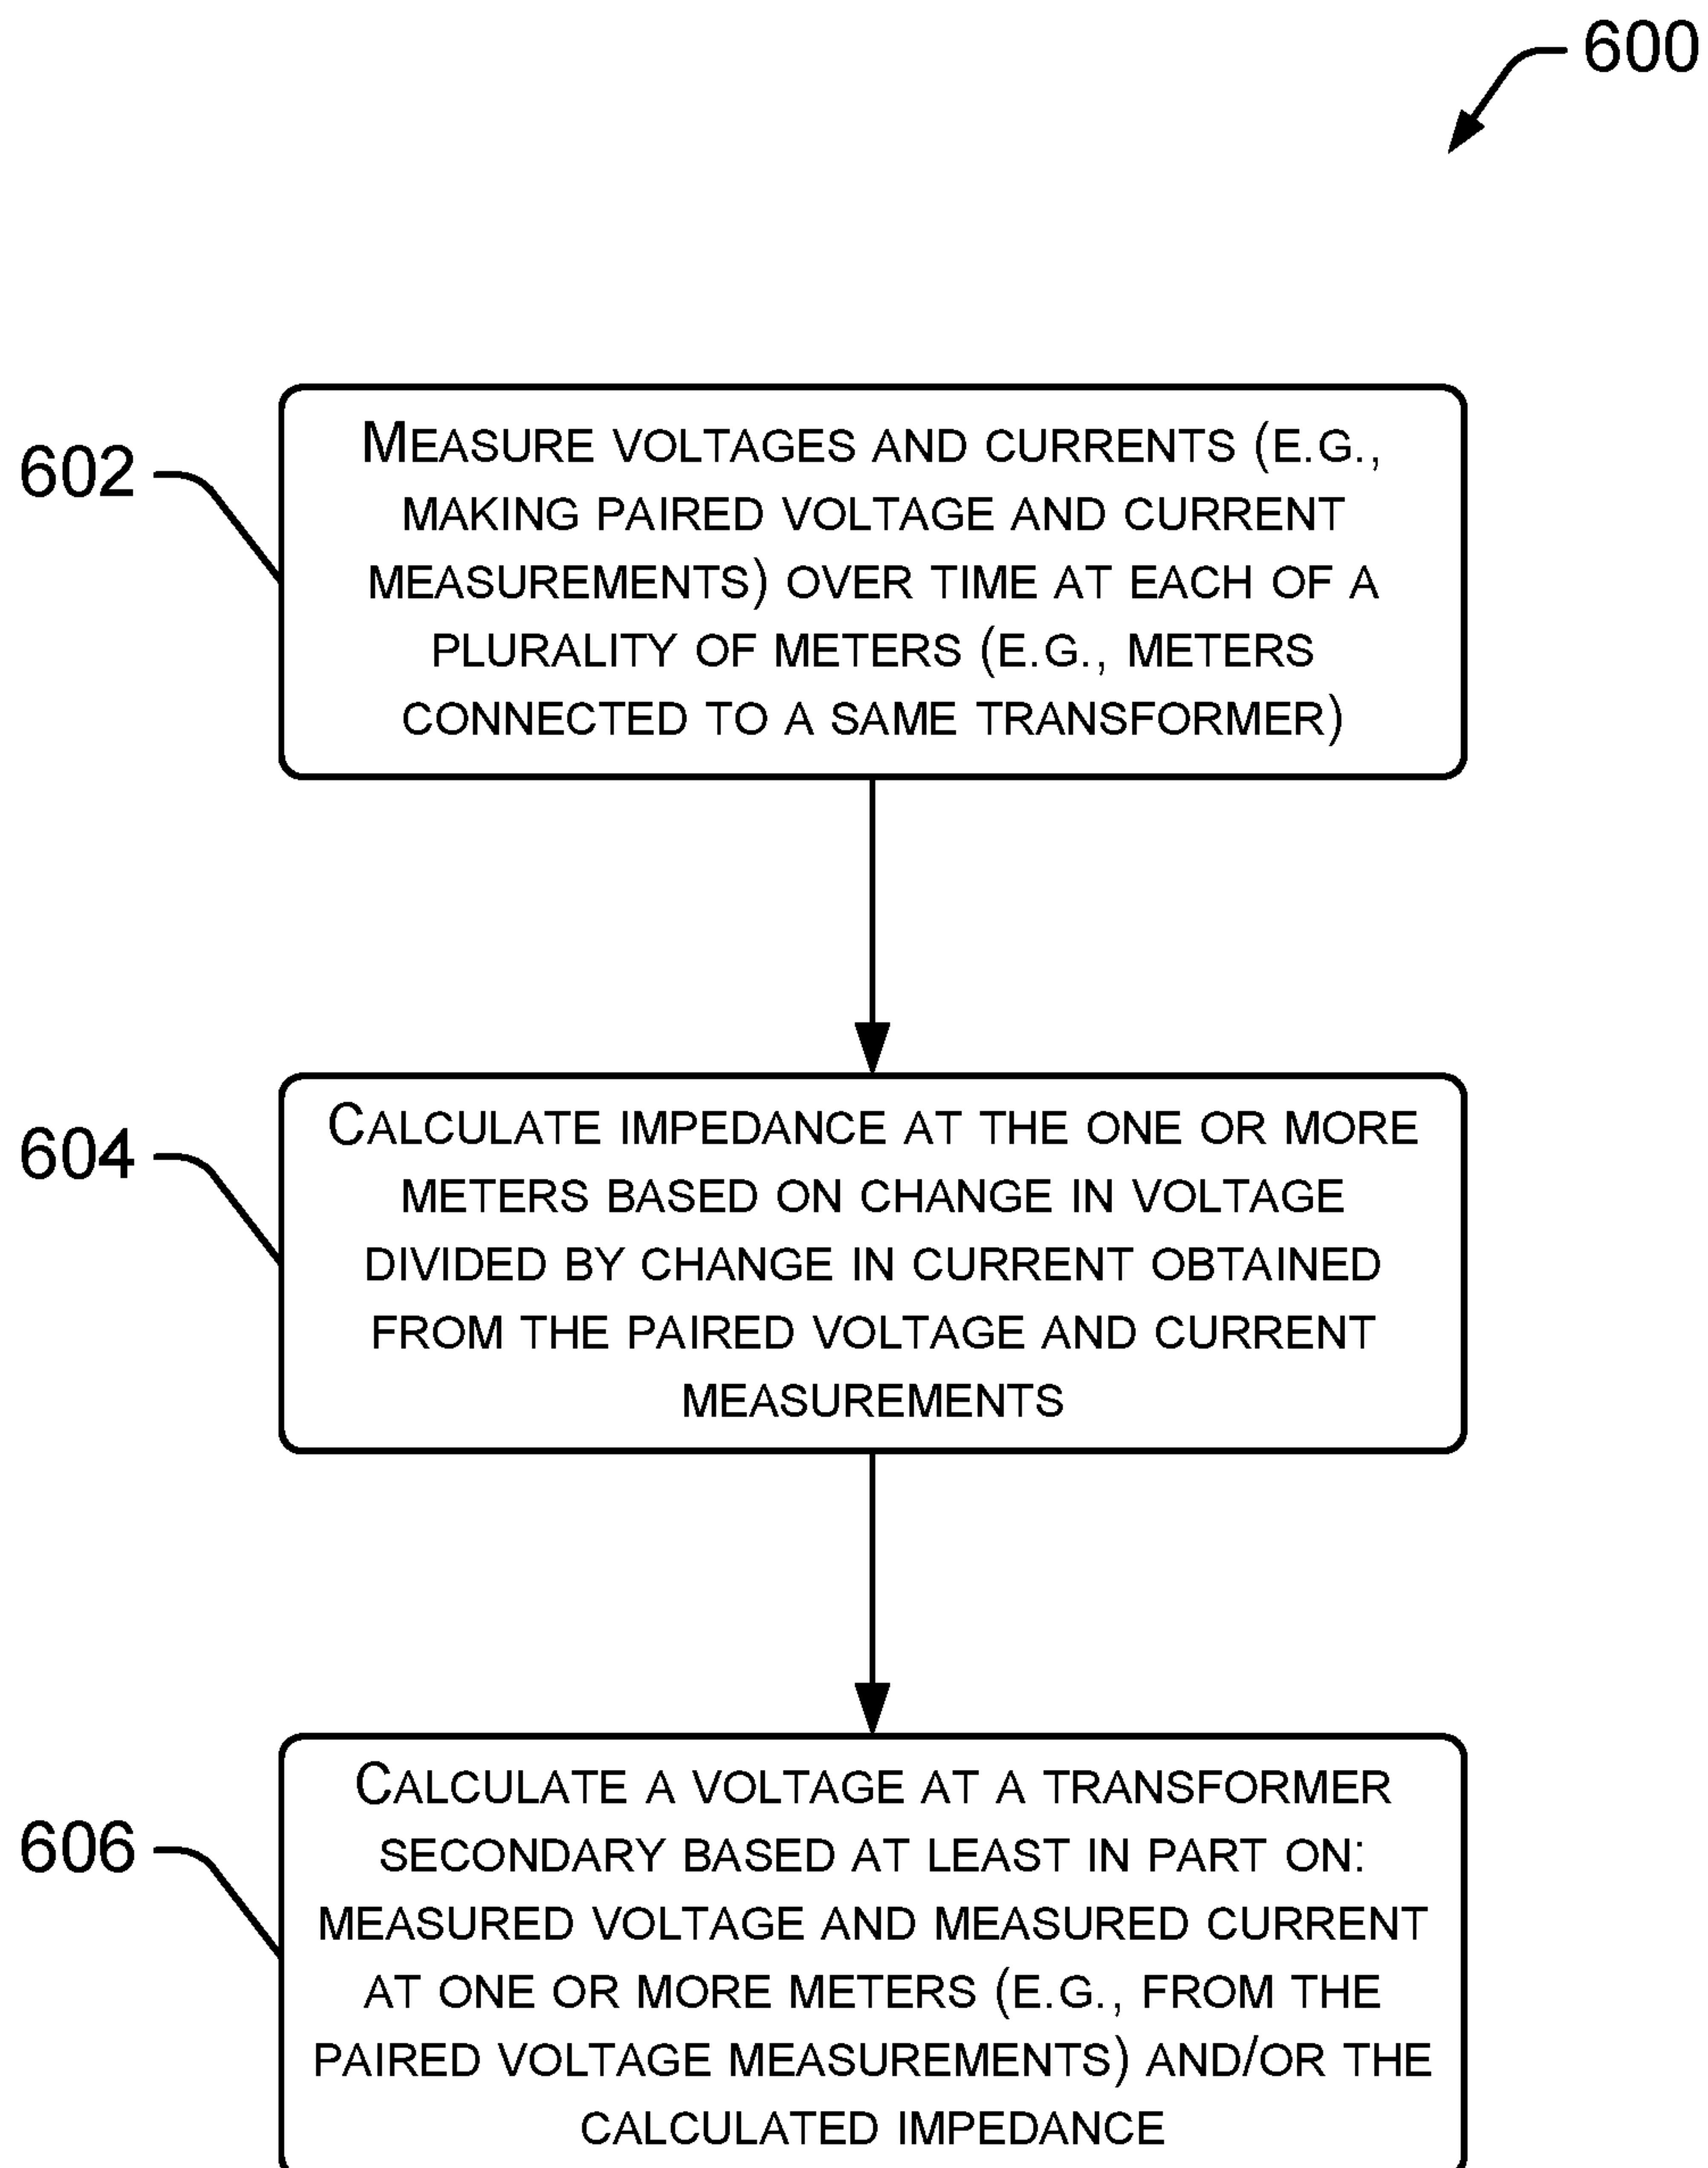 600
602
MEASURE VOLTAGES AND CURRENTS (E.G.,
MAKING PAIRED VOLTAGE AND CURRENT
MEASUREMENTS) OVER TIME AT EACH OF A
PLURALITY OF METERS (E.G., METERS
CONNECTED TO A SAME TRANSFORMER)
604
CALCULATE IMPEDANCE AT THE ONE OR MORE
METERS BASED ON CHANGE IN VOLTAGE
DIVIDED BY CHANGE IN CURRENT OBTAINED
FROM THE PAIRED VOLTAGE AND CURRENT
MEASUREMENTS
606
CALCULATE A VOLTAGE AT A TRANSFORMER
SECONDARY BASED AT LEAST IN PART ON:
MEASURED VOLTAGE AND MEASURED CURRENT
AT ONE OR MORE METERS (E.G., FROM THE
PAIRED VOLTAGE MEASUREMENTS) AND/OR THE
CALCULATED IMPEDANCE